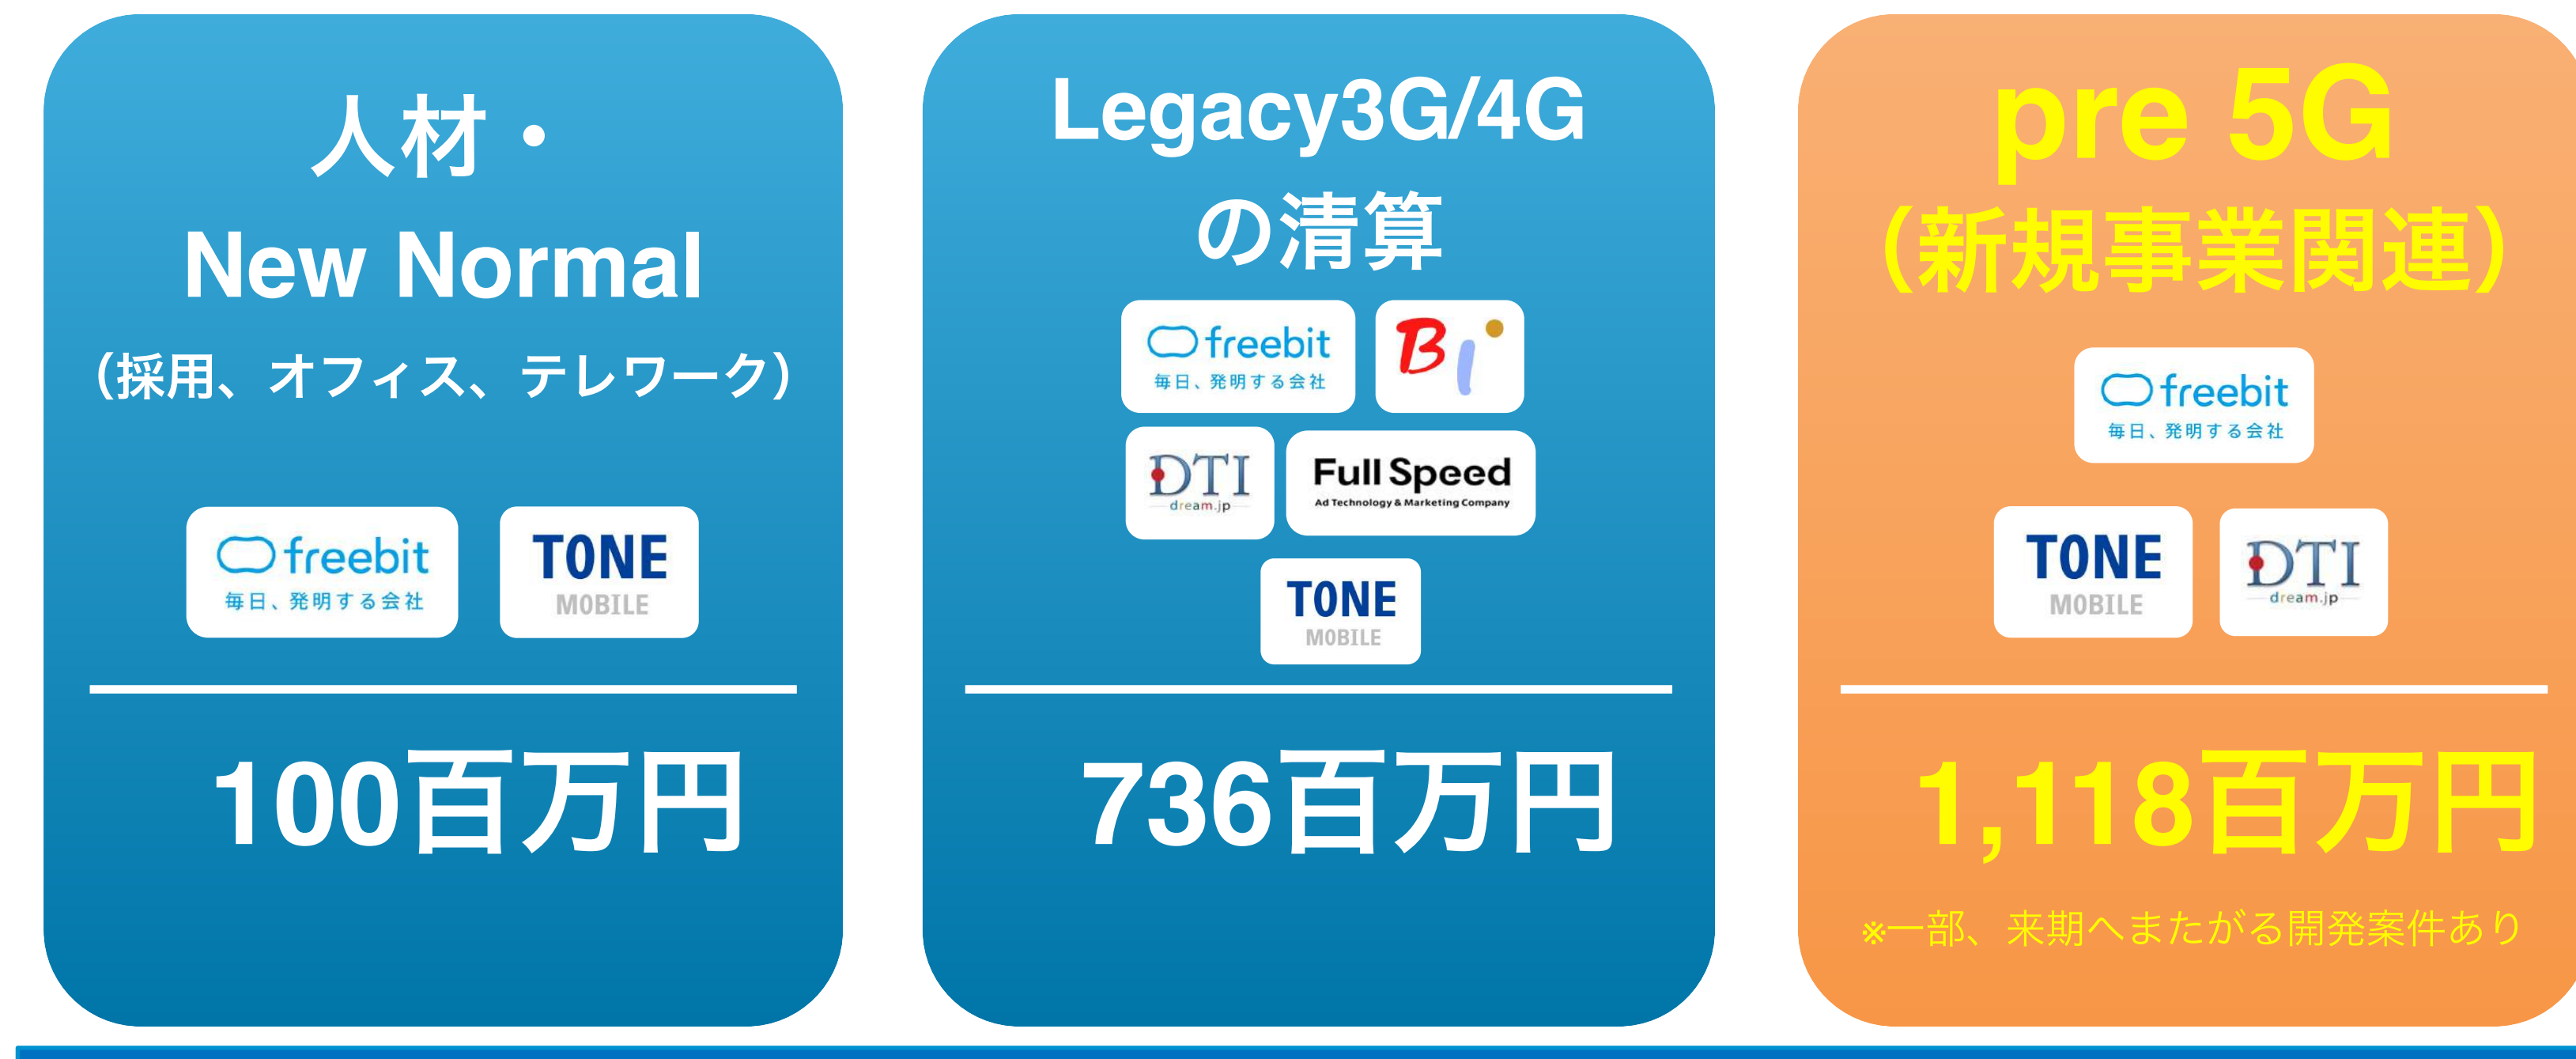 人材・
New Normal
（採用、オフィス、テレワーク）
freebit
毎日、発明する会社
TONE
MOBILE
100百万円
Legacy3G/4G
の清算
freebit
毎日、発明する会社
BI
DTI
dream.jp
Full Speed
Ad Technology & Marketing Company
TONE
MOBILE
736百万円
pre 5G
（新規事業関連）
freebit
毎日、発明する会社
TONE
MOBILE
DTI
dream.jp
1,118百万円
※一部、来期へまたがる開発案件あり